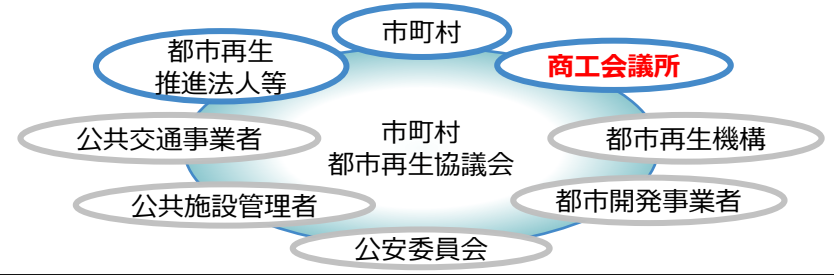 市町村
都市再生
推進法人等
商工会議所
公共交通事業者
市町村
都市再生協議会
都市再生機構
公共施設管理者
都市開発事業者
公安委員会